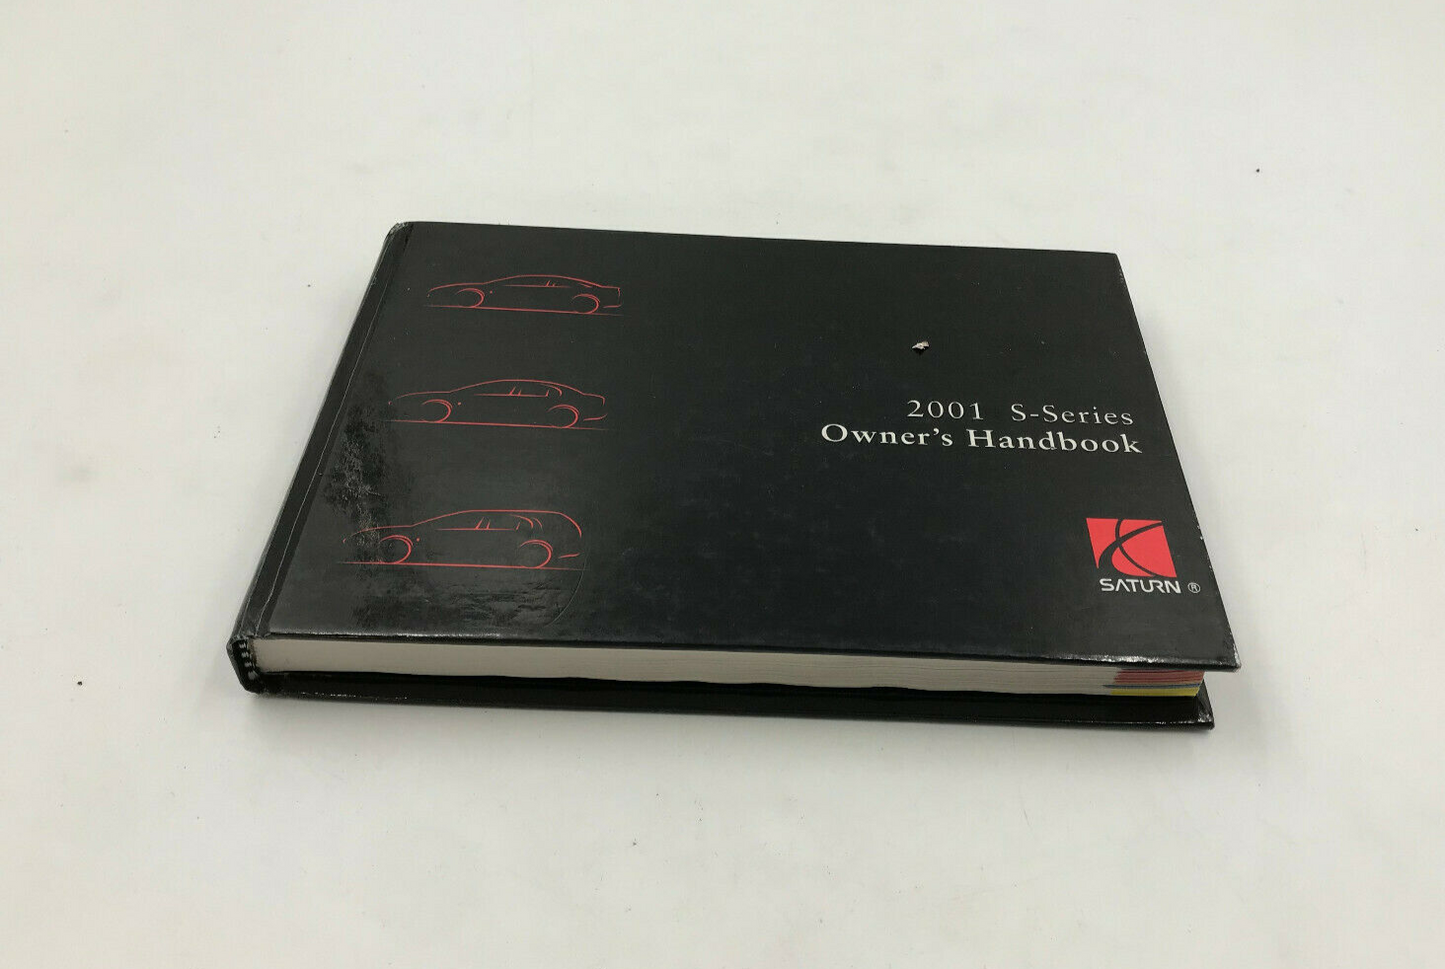 2001 S-Series
Owner's Handbook
SATURN ®